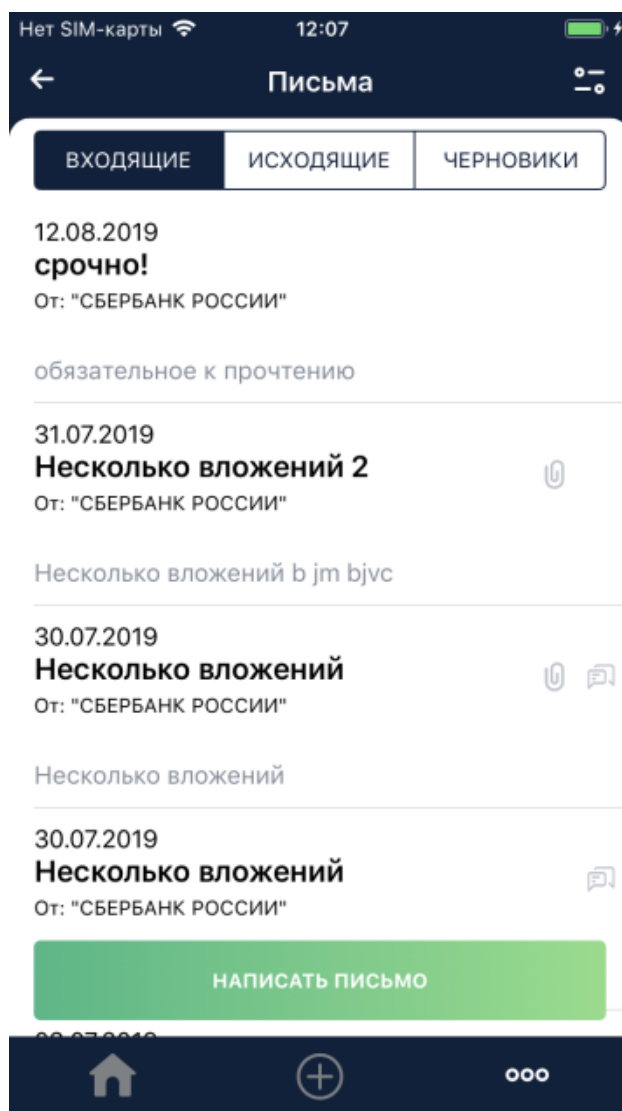 Нет SIM-карты 12:07
Письма
ВХОДЯЩИЕ ИСХОДЯЩИЕ ЧЕРНОВИКИ
12.08.2019
срочно!
От: "СБЕРБАНК РОССИИ"
обязательное к прочтению
31.07.2019
Несколько вложений 2
От: "СБЕРБАНК РОССИИ"
Несколько вложений b jm bjvc
30.07.2019
Несколько вложений
От: "СБЕРБАНК РОССИИ"
Несколько вложений
30.07.2019
Несколько вложений
От: "СБЕРБАНК РОССИИ"
НАПИСАТЬ ПИСЬМО